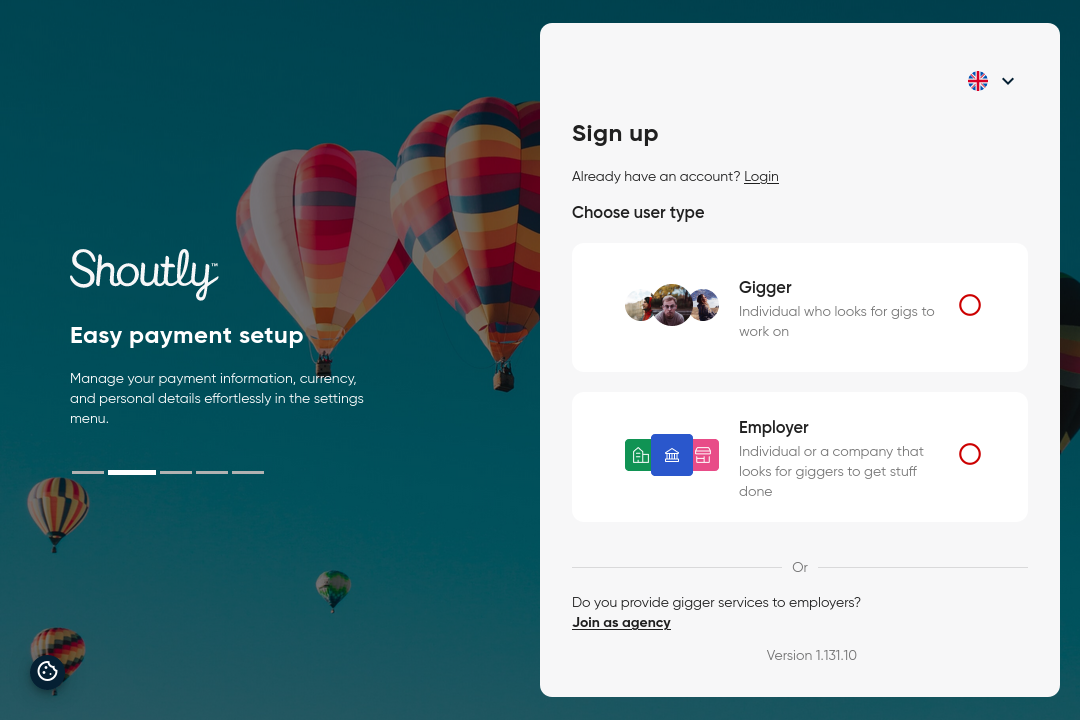 Shoutly™
Easy payment setup
Manage your payment information, currency,
and personal details effortlessly in the settings
menu.
Sign up
Already have an account? Login
Choose user type
Gigger
Individual who looks for gigs to
work on
Employer
Individual or a company that
looks for giggers to get stuff
done
Or
Do you provide gigger services to employers?
Join as agency
Version 1.131.10